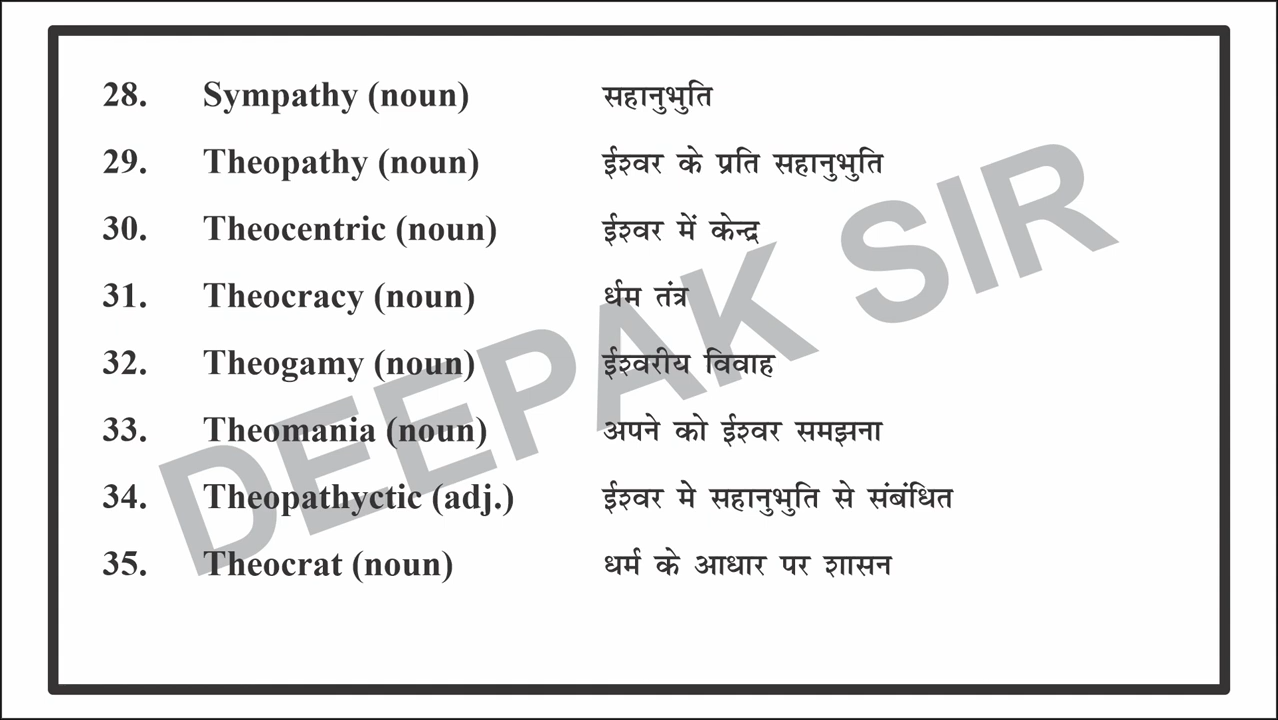 28. Sympathy (noun) सहानुभुति
29. Theopathy (noun) ईश्वर के प्रति सहानुभुति
30. Theocentric (noun) ईश्वर में केन्द्र
31. Theocracy (noun) र्धम तंत्र
32. Theogamy (noun) ईश्वरीय विवाह
33. Theomania (noun) अपने को ईश्वर समझना
34. Theopathyctic (adj.) ईश्वर मे सहानुभुति से संबंधित
35. Theocrat (noun) धर्म के आधार पर शासन
DEEPAK SIR